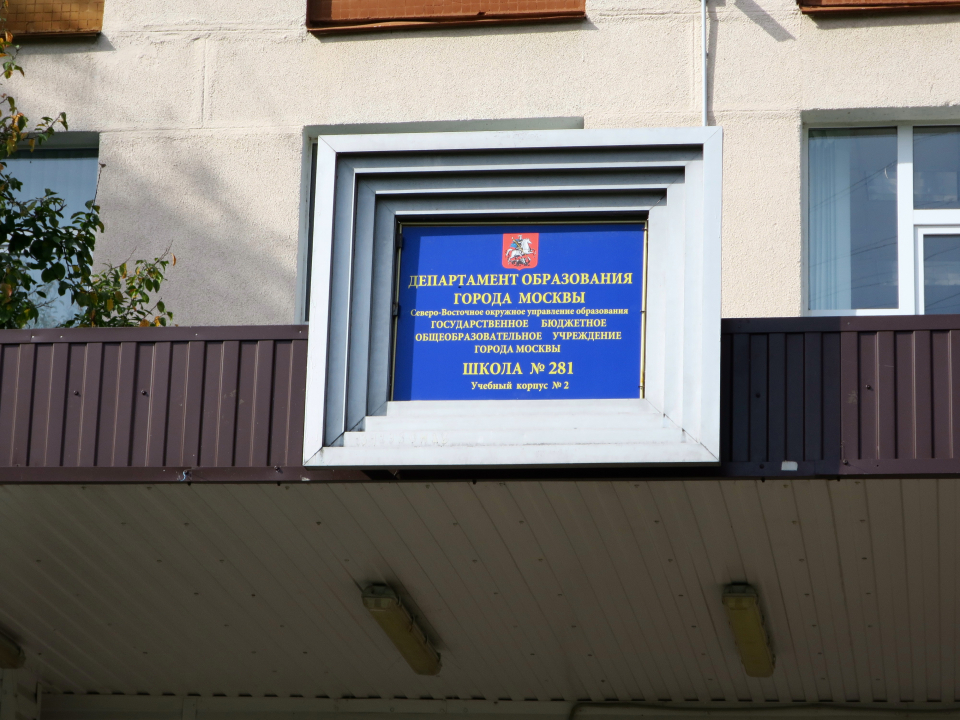 ДЕПАРТАМЕНТ ОБРАЗОВАНИЯ
ГОРОДА МОСКВЫ
Северо-Восточное окружное управление образования
ГОСУДАРСТВЕННОЕ БЮДЖЕТНОЕ
ОБЩЕОБРАЗОВАТЕЛЬНОЕ УЧРЕЖДЕНИЕ
ГОРОДА МОСКВЫ
ШКОЛА № 281
Учебный корпус № 2